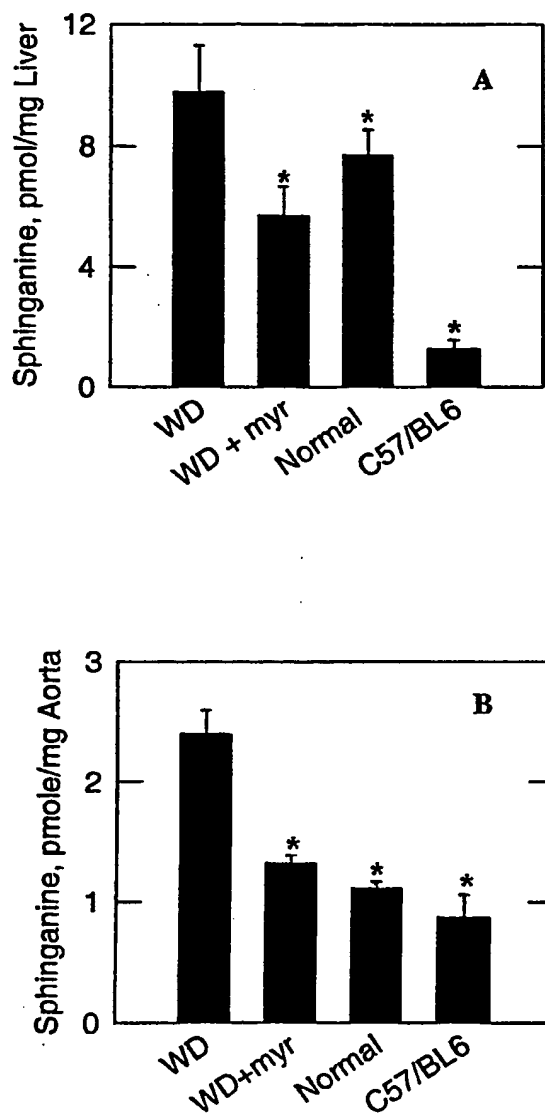 12
8
4
0
Sphinganine, pmol/mg Liver
A
*
*
*
WD
WD + myr
Normal
C57/BL6
3
2
1
0
Sphinganine, pmole/mg Aorta
B
*
*
*
WD
WD+myr
Normal
C57/BL6